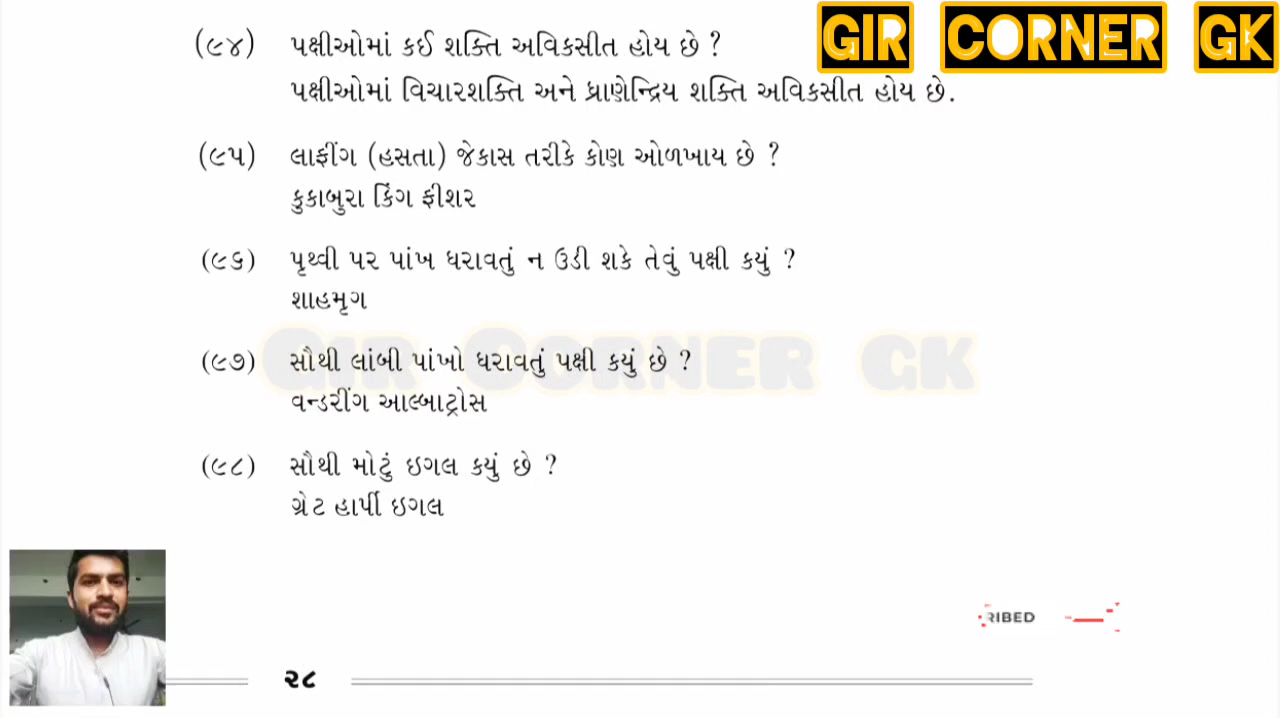 GIR CORNER GK
(૯૪) પક્ષીઓમાં કઈ શક્તિ અવિકસીત હોય છે ?
પક્ષીઓમાં વિચારશક્તિ અને ધ્રાણેન્દ્રિય શક્તિ અવિકસીત હોય છે.
(૯૫) લાફીંગ (હસતા) જેકાસ તરીકે કોણ ઓળખાય છે ?
કુકાબુરા કિંગ ફીશર
(૯૬) પૃથ્વી પર પાંખ ધરાવતું ન ઉડી શકે તેવું પક્ષી કયું ?
શાહમૃગ
Gir Corner GK
(૯૭) સૌથી લાંબી પાંખો ધરાવતું પક્ષી કયું છે ?
વન્ડરીંગ આલ્બાટ્રોસ
(૯૮) સૌથી મોટું ઇગલ કયું છે ?
ગ્રેટ હાર્પી ઇગલ
RIBED
૨૮